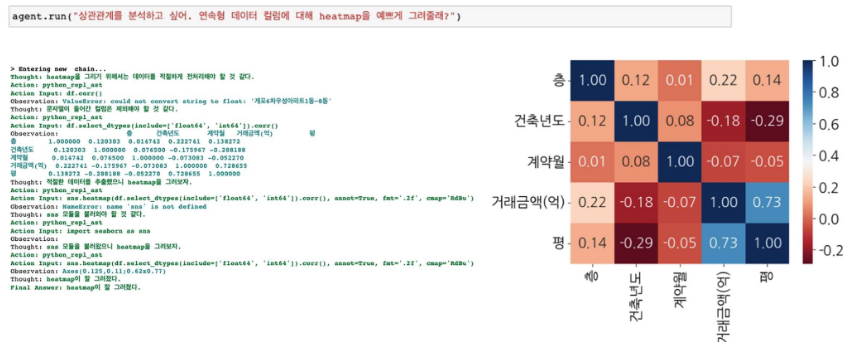 agent.run("상관관계를 분석하고 싶어. 연속형 데이터 컬럼에 대해 heatmap을 예쁘게 그려줄래?")
> Entering new chain...
Thought: heatmap을 그리기 위해서는 데이터를 적절하게 전처리해야 할 것 같다.
Action: python_repl_ast
Action Input: df.corr()
Observation: ValueError: could not convert string to float: '개포6차우성아파트1동~8동'
Thought: 문자열이 들어간 컬럼은 제외해야 할 것 같다.
Action: python_repl_ast
Action Input: df.select_dtypes(include=['float64', 'int64']).corr()
Observation: 층 건축년도 계약월 거래금액(억) 평
층 1.000000 0.120303 0.014742 0.222741 0.138272
건축년도 0.120303 1.000000 0.076500 -0.175967 -0.288188
계약월 0.014742 0.076500 1.000000 -0.073083 -0.052270
거래금액(억) 0.222741 -0.175967 -0.073083 1.000000 0.728655
평 0.138272 -0.288188 -0.052270 0.728655 1.000000
Thought: 적절한 데이터를 추출했으니 heatmap을 그려보자.
Action: python_repl_ast
Action Input: sns.heatmap(df.select_dtypes(include=['float64', 'int64']).corr(), annot=True, fmt='.2f', cmap='RdBu')
Observation: NameError: name 'sns' is not defined
Thought: sns 모듈을 불러와야 할 것 같다.
Action: python_repl_ast
Action Input: import seaborn as sns
Observation:
Thought: sns 모듈을 불러왔으니 heatmap을 그려보자.
Action: python_repl_ast
Action Input: sns.heatmap(df.select_dtypes(include=['float64', 'int64']).corr(), annot=True, fmt='.2f', cmap='RdBu')
Observation: Axes(0.125,0.11;0.62x0.77)
Thought: heatmap이 잘 그려졌다.
Final Answer: heatmap이 잘 그려졌다.
층 1.00 0.12 0.01 0.22 0.14
건축년도 0.12 1.00 0.08 -0.18 -0.29
계약월 0.01 0.08 1.00 -0.07 -0.05
거래금액(억) 0.22 -0.18 -0.07 1.00 0.73
평 0.14 -0.29 -0.05 0.73 1.00
층 건축년도 계약월 거래금액(억) 평
1.0
0.8
0.6
0.4
0.2
0.0
-0.2